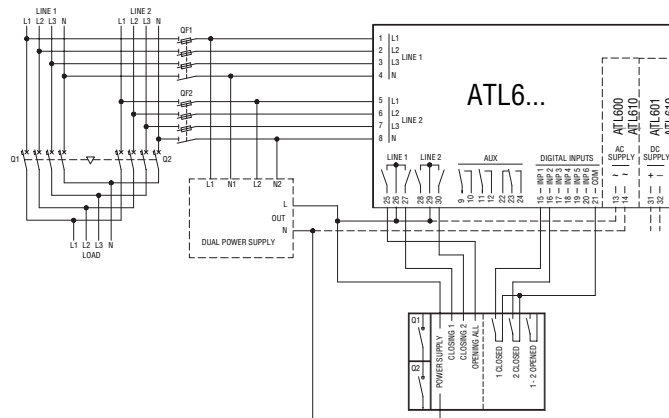 LINE 1 LINE 2
L1 L2 L3 N L1 L2 L3 N
QF1
1 L1
2 L2
3 L3
4 N
LINE 1
QF2
5 L1
6 L2
7 L3
8 N
LINE 2
ATL6...
ATL600
ATL610
ATL601
AC
SUPPLY
DC
SUPPLY
~ ~
+ –
Q1 Q2
LINE 1 LINE 2 AUX DIGITAL INPUTS
INP 1
INP 2
INP 3
INP 4
INP 5
INP 6
COM
25 26 27 28 29 30 9 10 11 12 22 23 24 15 16 17 18 19 20 21 13 14 31 32
L1 N1 L2 N2
L
OUT
N
DUAL POWER SUPPLY
L1 L2 L3 N
LOAD
Q1
Q2
POWER SUPPLY
CLOSING 1
CLOSING 2
OPENING ALL
1 CLOSED
2 CLOSED
1 - 2 OPENED